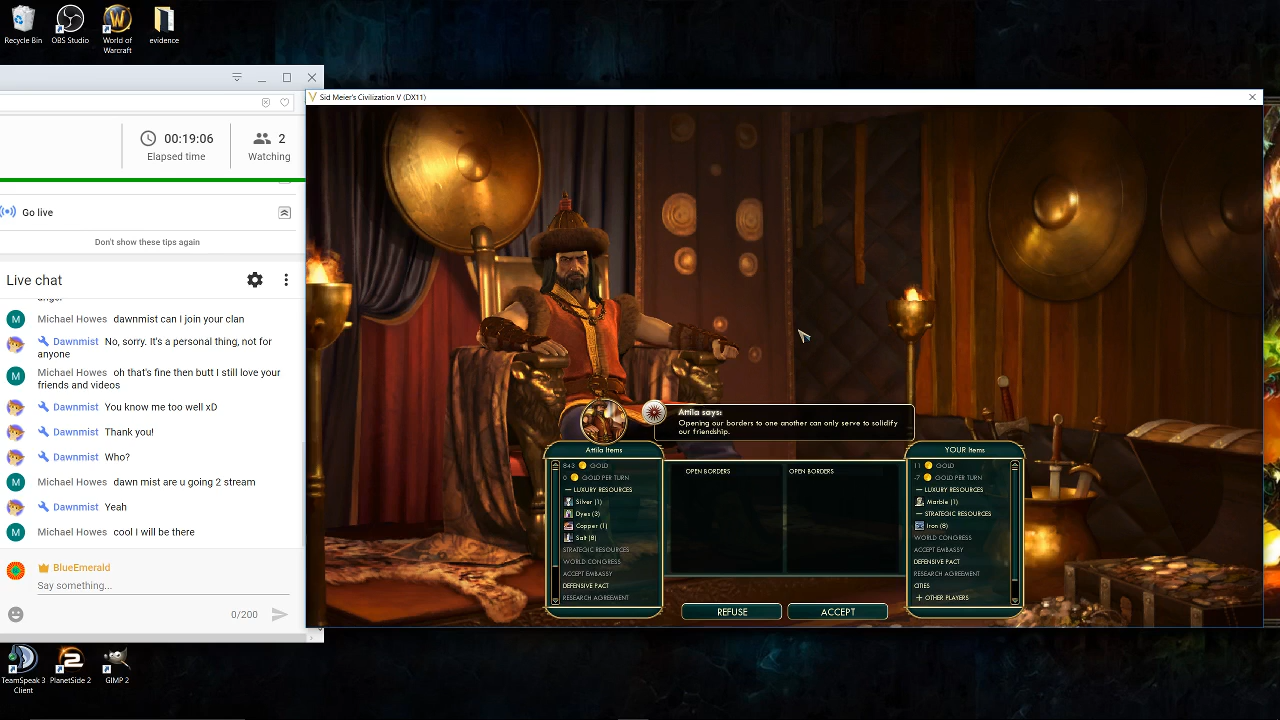 Recycle Bin
OBS Studio
World of
Warcraft
evidence
Sid Meier's Civilization V (DX11)
00:19:06
Elapsed time
2
Watching
Go live
Don't show these tips again
Live chat
Michael Howes dawnmist can I join your clan
Dawnmist No, sorry. It's a personal thing, not for
anyone
Michael Howes oh that's fine then butt I still love your
friends and videos
Dawnmist You know me too well xD
Dawnmist Thank you!
Dawnmist Who?
Michael Howes dawn mist are u going 2 stream
Dawnmist Yeah
Michael Howes cool I will be there
BlueEmerald
Say something...
0/200
Attila says:
Opening our borders to one another can only serve to solidify
our friendship.
Attila Items
843 GOLD
0 GOLD PER TURN
— LUXURY RESOURCES
Silver (1)
Dyes (3)
Copper (1)
Salt (8)
STRATEGIC RESOURCES
WORLD CONGRESS
ACCEPT EMBASSY
DEFENSIVE PACT
RESEARCH AGREEMENT
OPEN BORDERS
OPEN BORDERS
YOUR Items
11 GOLD
-7 GOLD PER TURN
— LUXURY RESOURCES
Marble (1)
— STRATEGIC RESOURCES
Iron (8)
WORLD CONGRESS
ACCEPT EMBASSY
DEFENSIVE PACT
RESEARCH AGREEMENT
CITIES
+ OTHER PLAYERS
REFUSE
ACCEPT
TeamSpeak 3
Client
PlanetSide 2
GIMP 2